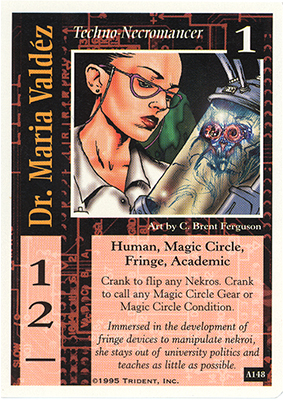 Dr. Maria Valdéz
Techno-Necromancer
1
Art by C. Brent Ferguson
1
2
Human, Magic Circle,
Fringe, Academic
Crank to flip any Nekros. Crank
to call any Magic Circle Gear or
Magic Circle Condition.
Immersed in the development of
fringe devices to manipulate nekroi,
she stays out of university politics and
teaches as little as possible.
©1995 TRIDENT, INC.
A148